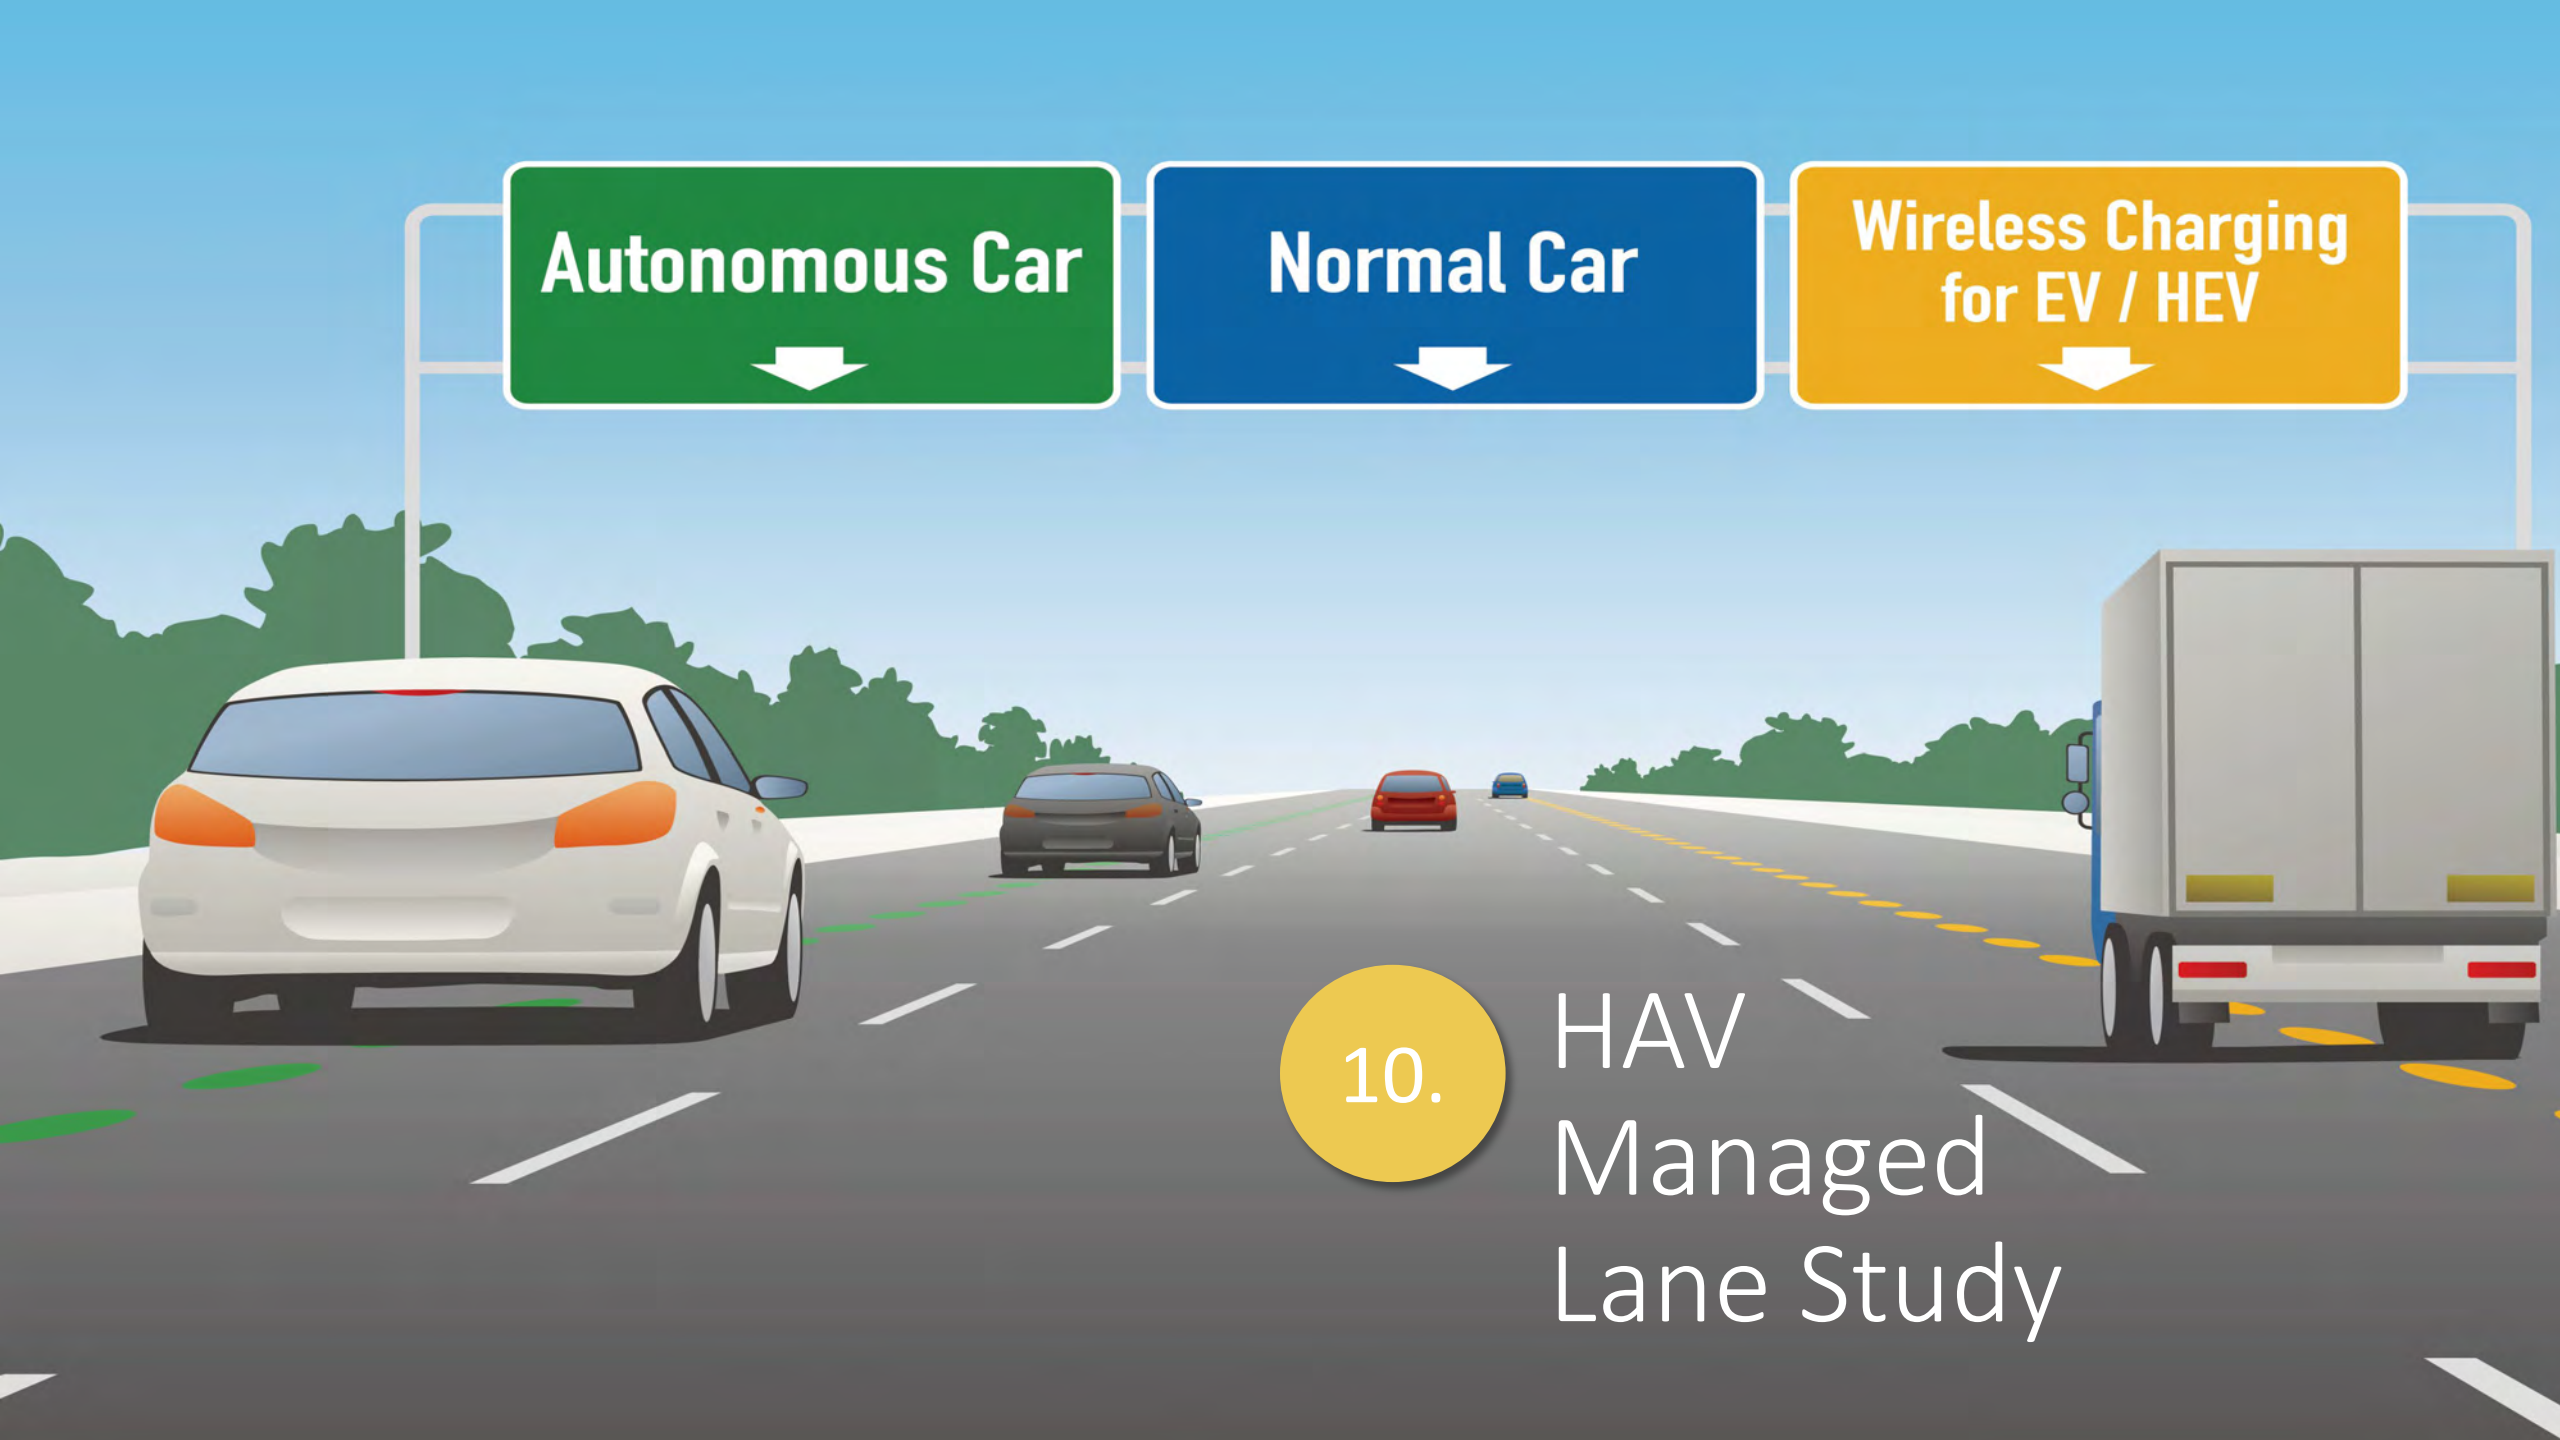 Autonomous Car
Normal Car
Wireless Charging
for EV / HEV
10.
HAV
Managed
Lane Study